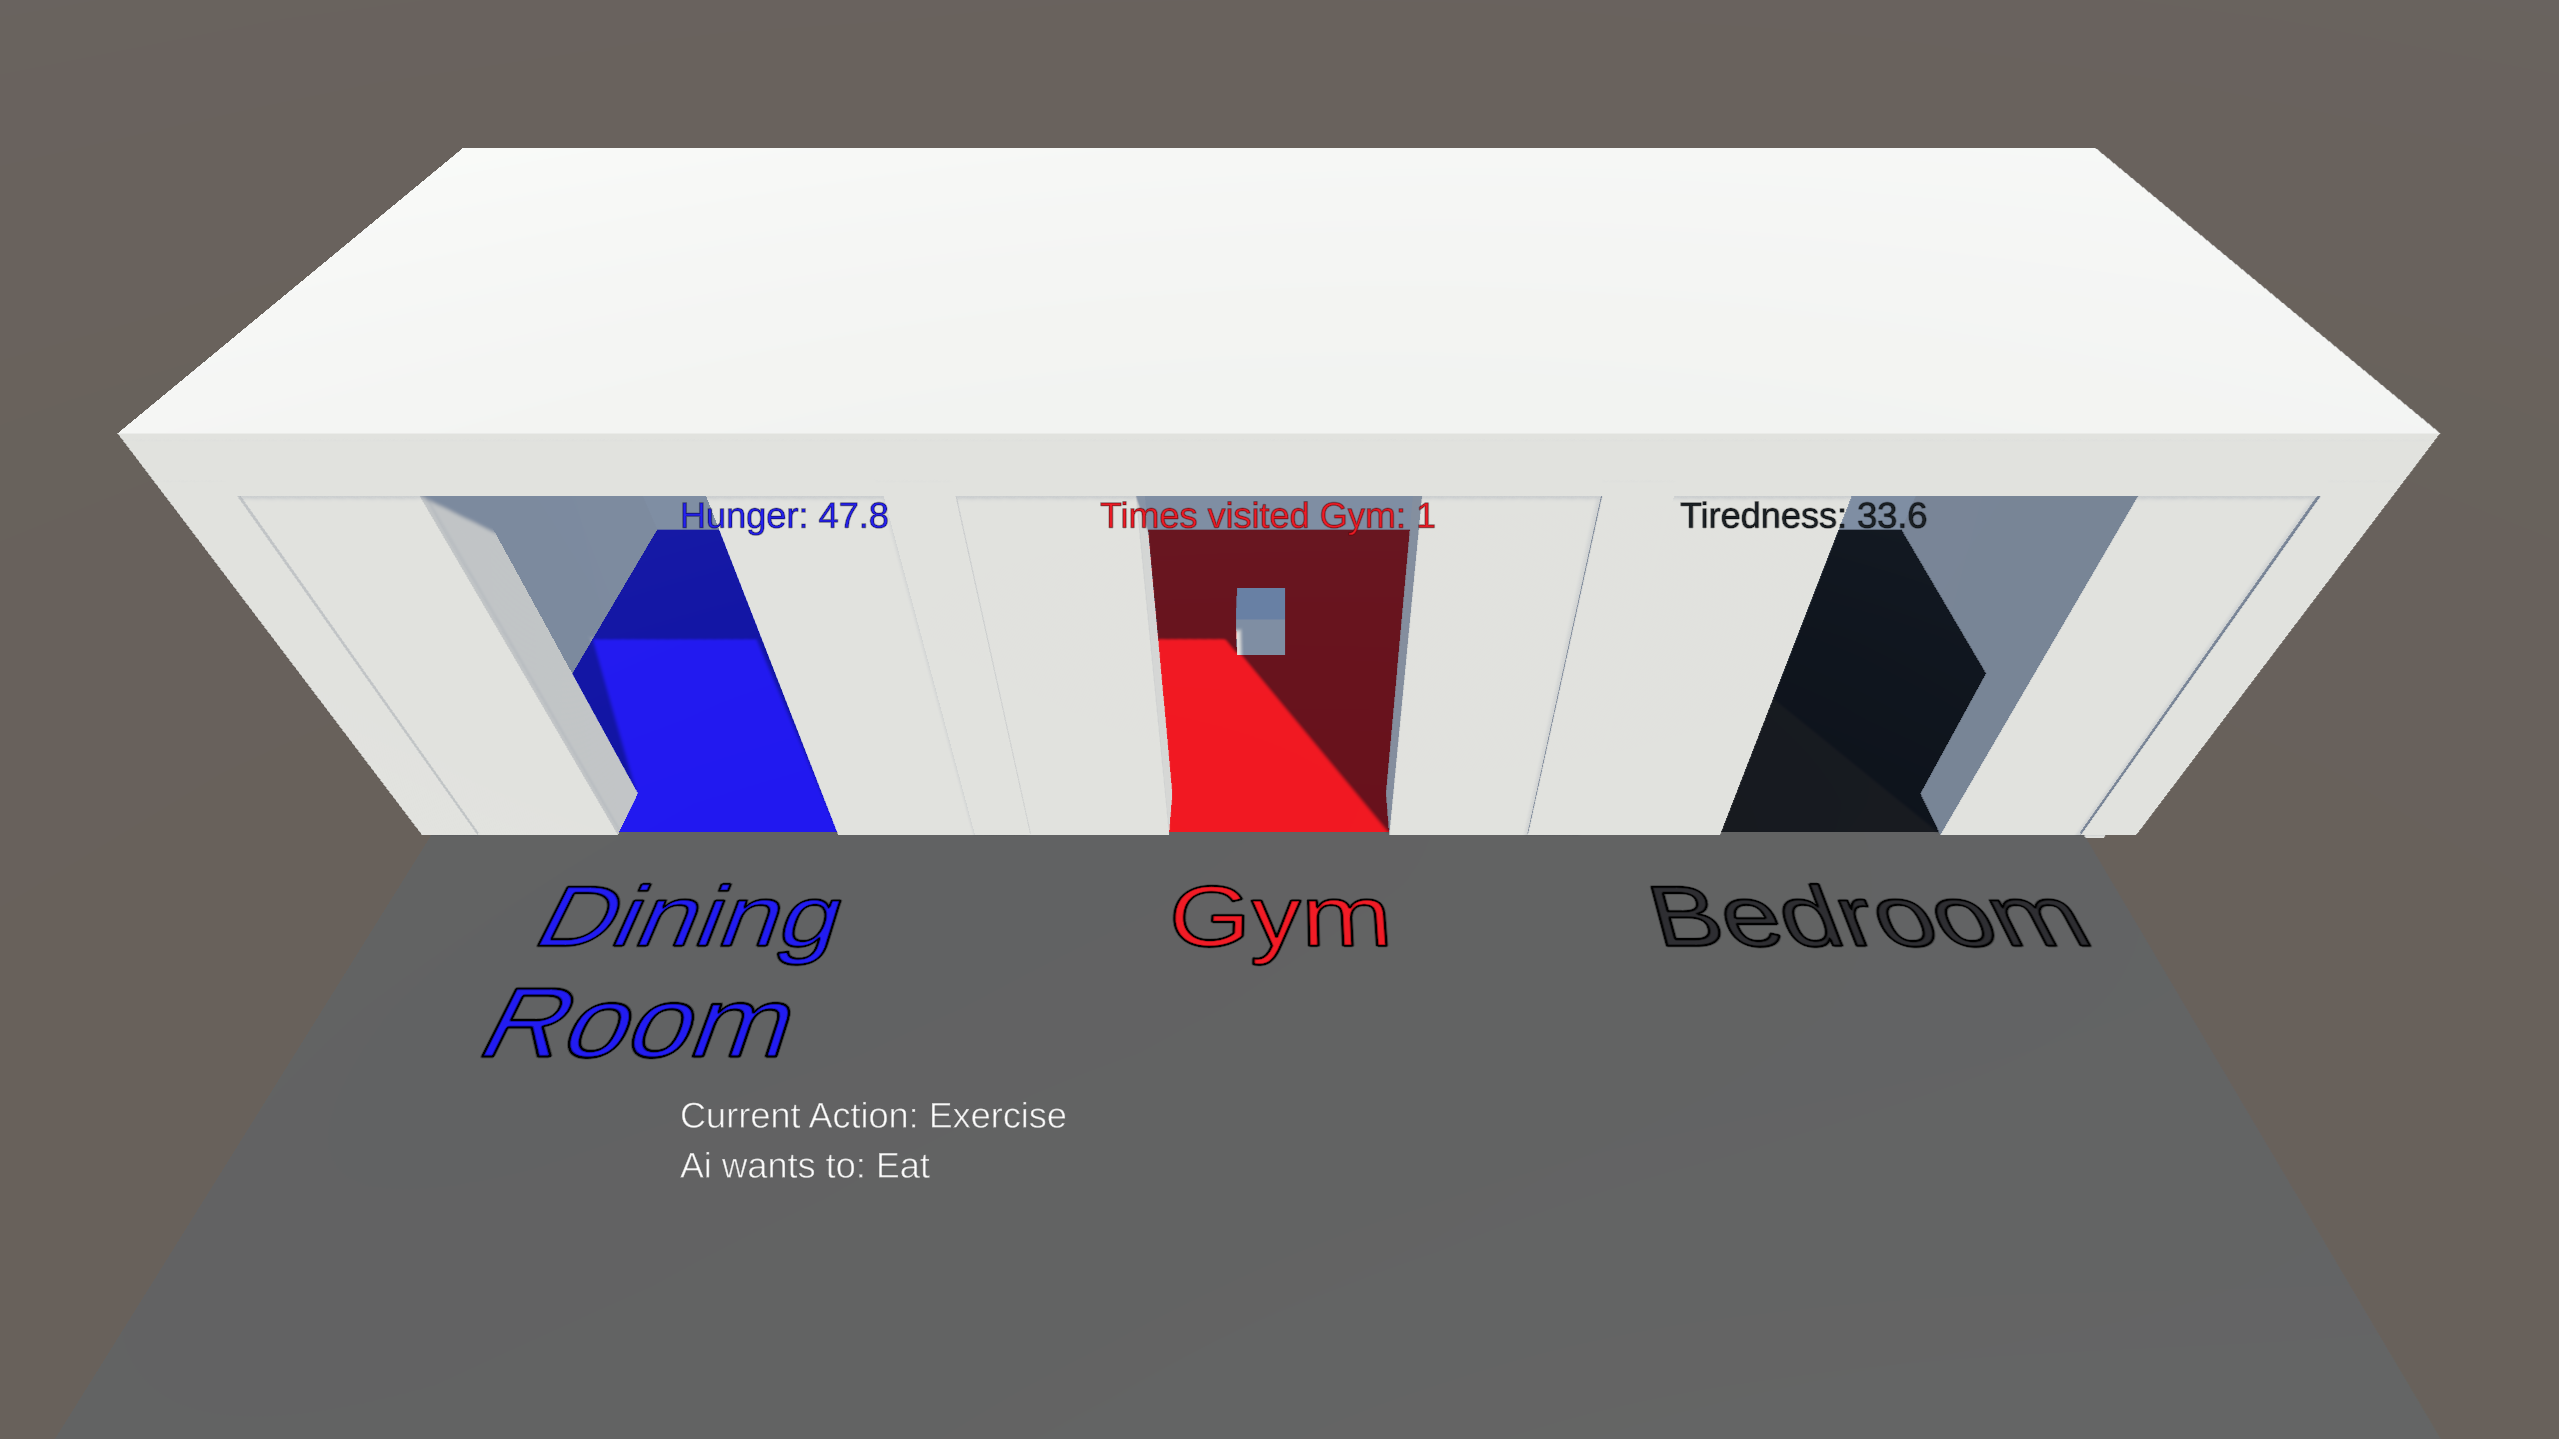 Hunger: 47.8
Times visited Gym: 1
Tiredness: 33.6
Dining
Room
Gym
Bedroom
Current Action: Exercise
Ai wants to: Eat